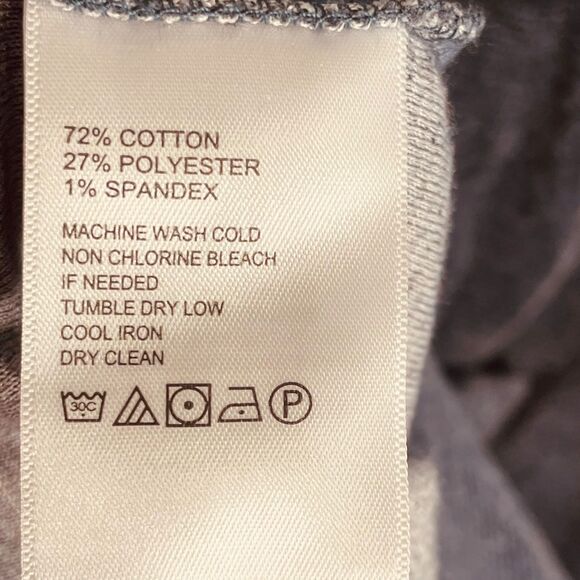 72% COTTON
27% POLYESTER
1% SPANDEX
MACHINE WASH COLD
NON CHLORINE BLEACH
IF NEEDED
TUMBLE DRY LOW
COOL IRON
DRY CLEAN
30C P